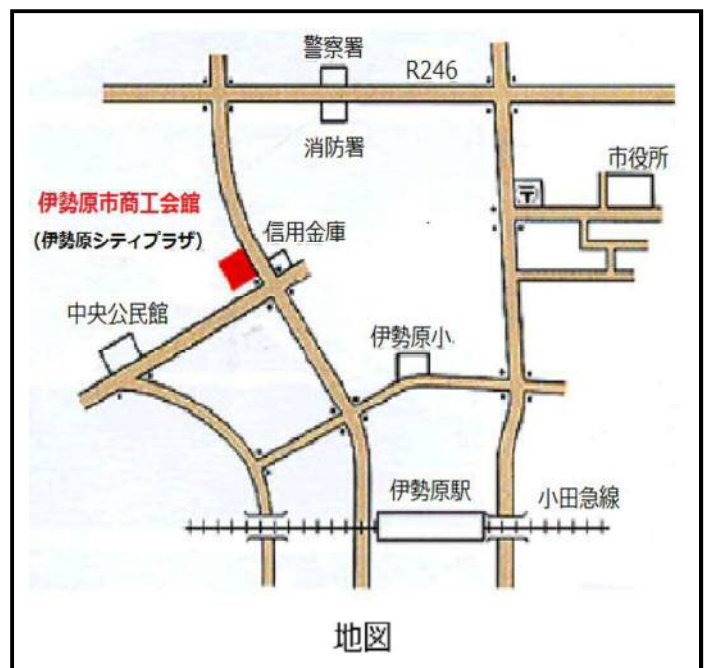 警察署
R246
消防署
市役所
〒
伊勢原市商工会館
(伊勢原シティプラザ)
信用金庫
中央公民館
伊勢原小
伊勢原駅
小田急線
地図